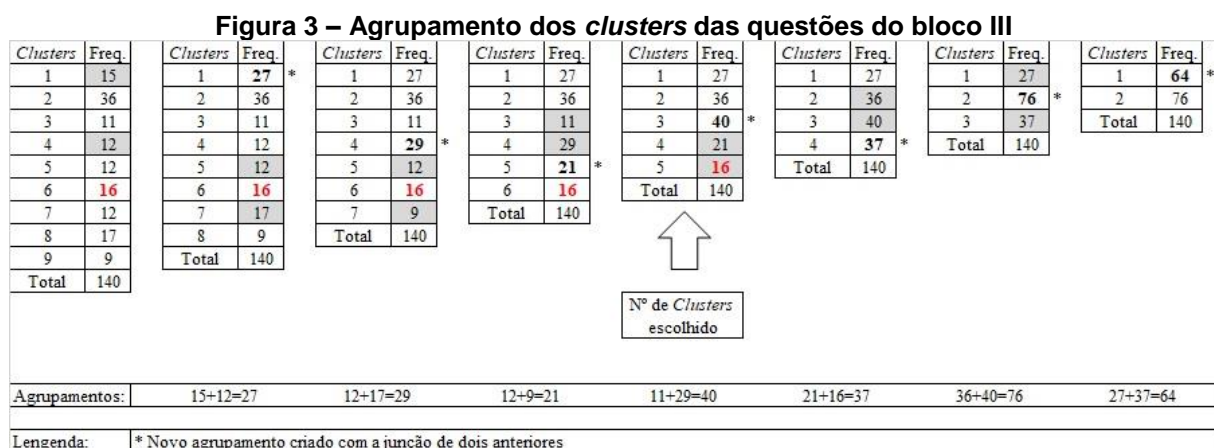 Figura 3 – Agrupamento dos clusters das questões do bloco III
Clusters Freq. Clusters Freq. Clusters Freq. Clusters Freq. Clusters Freq. Clusters Freq. Clusters Freq. Clusters Freq.
1 15 1 27 * 1 27 1 27 1 27 1 27 1 27 1 64 *
2 36 2 36 2 36 2 36 2 36 2 36 2 76 * 2 76
3 11 3 11 3 11 3 11 3 40 * 3 40 3 37 Total 140
4 12 4 12 4 29 * 4 29 4 21 4 37 * Total 140
5 12 5 12 5 12 5 21 * 5 16 Total 140
6 16 6 16 6 16 6 16 Total 140
7 12 7 17 7 9 Total 140
8 17 8 9 Total 140
9 9 Total 140
Total 140
Nº de Clusters
escolhido
Agrupamentos: 15+12=27 12+17=29 12+9=21 11+29=40 21+16=37 36+40=76 27+37=64
Lengenda: * Novo agrupamento criado com a junção de dois anteriores